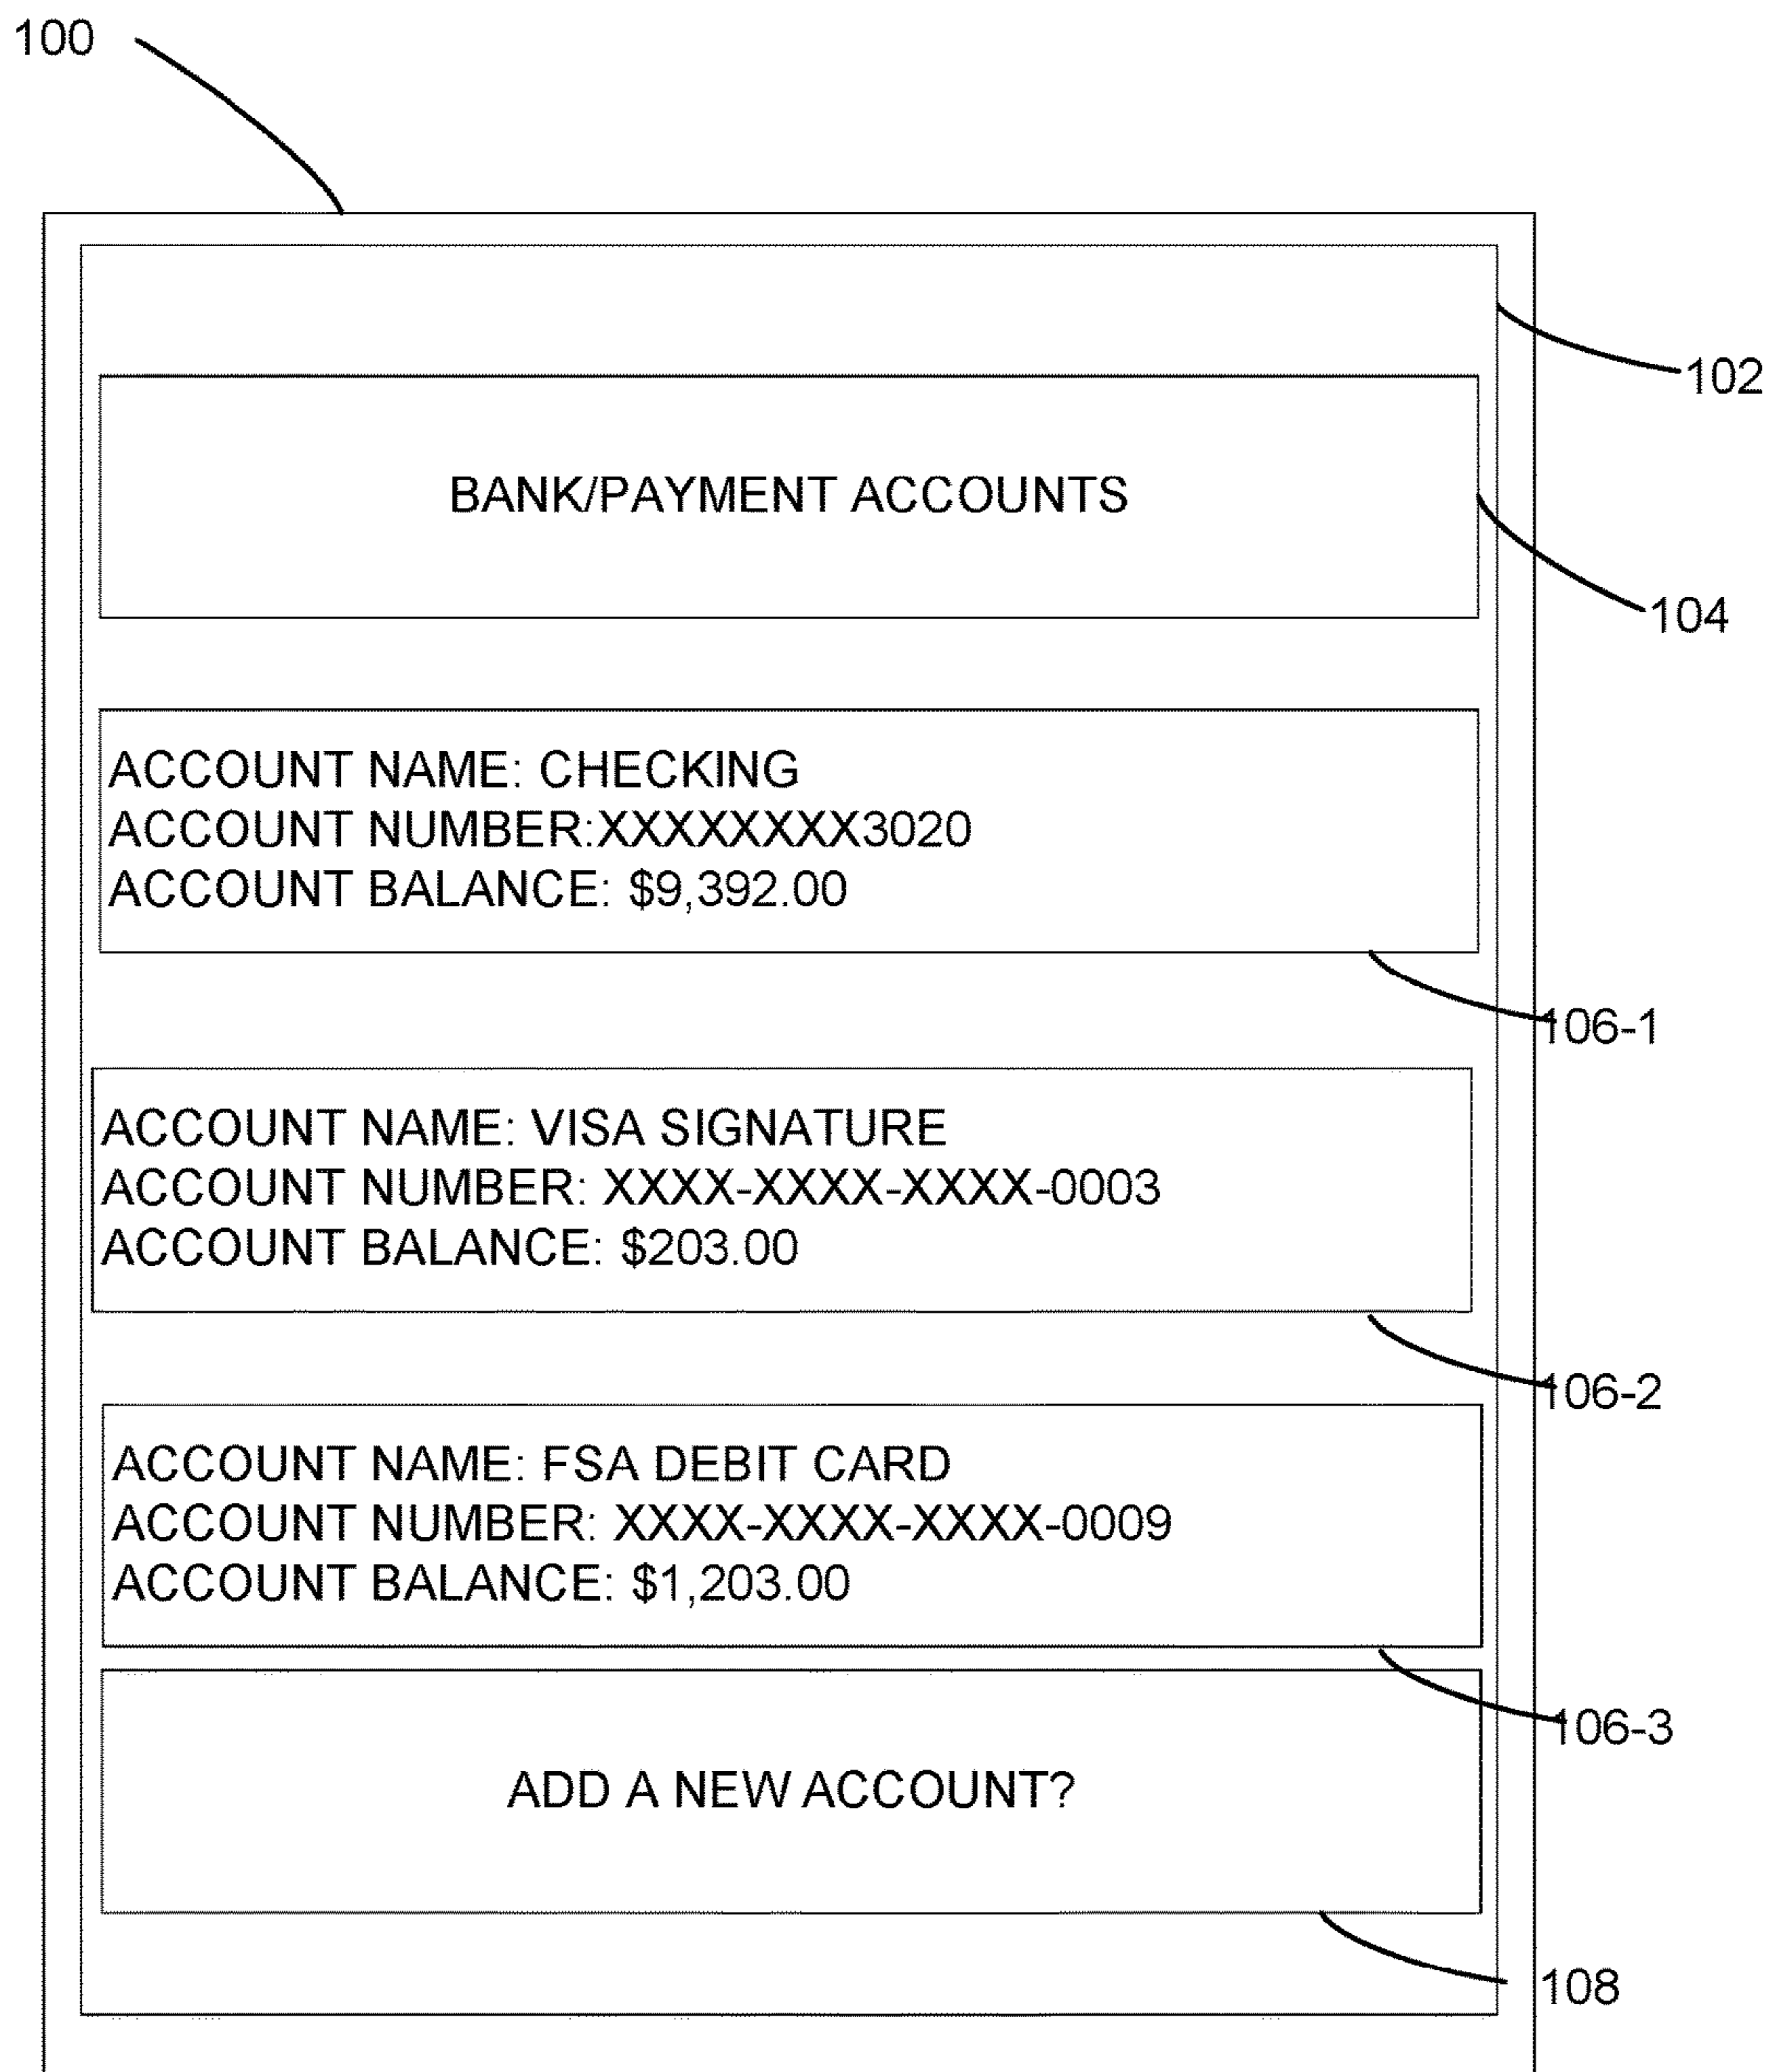 100
102
BANK/PAYMENT ACCOUNTS
104
ACCOUNT NAME: CHECKING
ACCOUNT NUMBER:XXXXXXXX3020
ACCOUNT BALANCE: $9,392.00
106-1
ACCOUNT NAME: VISA SIGNATURE
ACCOUNT NUMBER: XXXX-XXXX-XXXX-0003
ACCOUNT BALANCE: $203.00
106-2
ACCOUNT NAME: FSA DEBIT CARD
ACCOUNT NUMBER: XXXX-XXXX-XXXX-0009
ACCOUNT BALANCE: $1,203.00
106-3
ADD A NEW ACCOUNT?
108